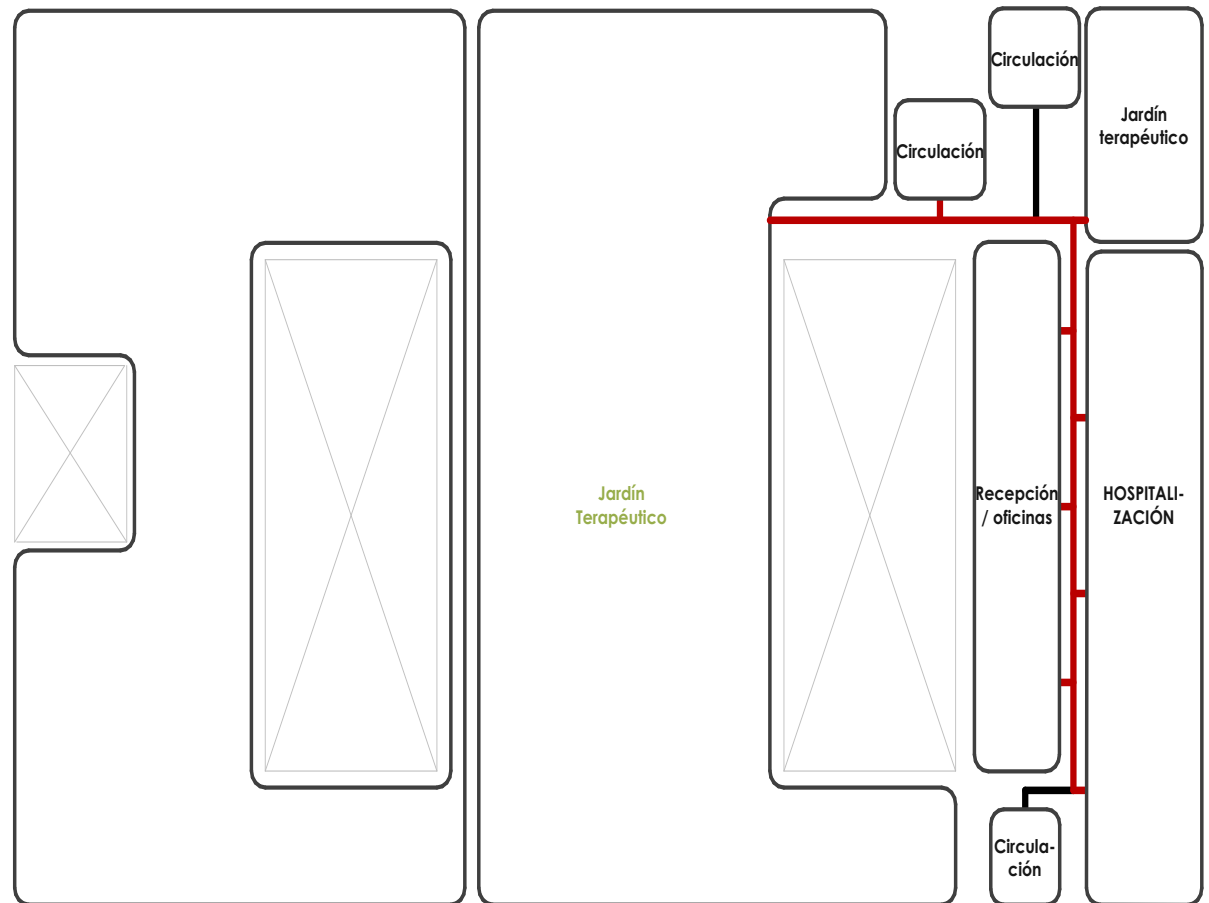 Circulación
Jardín
terapéutico
Circulación
Jardín
Terapéutico
Recepción
/ oficinas
HOSPITALI-
ZACIÓN
Circula-
ción